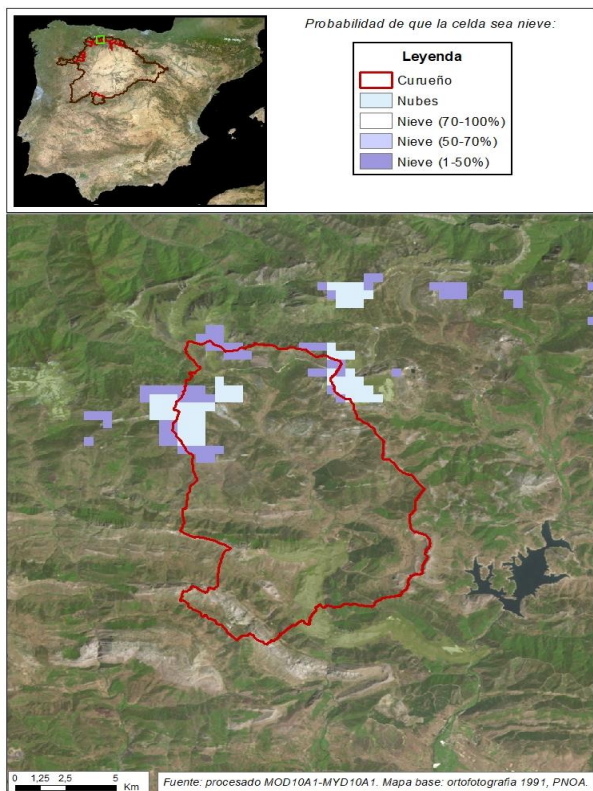 Probabilidad de que la celda sea nieve:
Leyenda
Curueño
Nubes
Nieve (70-100%)
Nieve (50-70%)
Nieve (1-50%)
0 1,25 2,5 5
Km
Fuente: procesado MOD10A1-MYD10A1. Mapa base: ortofotografia 1991, PNOA.